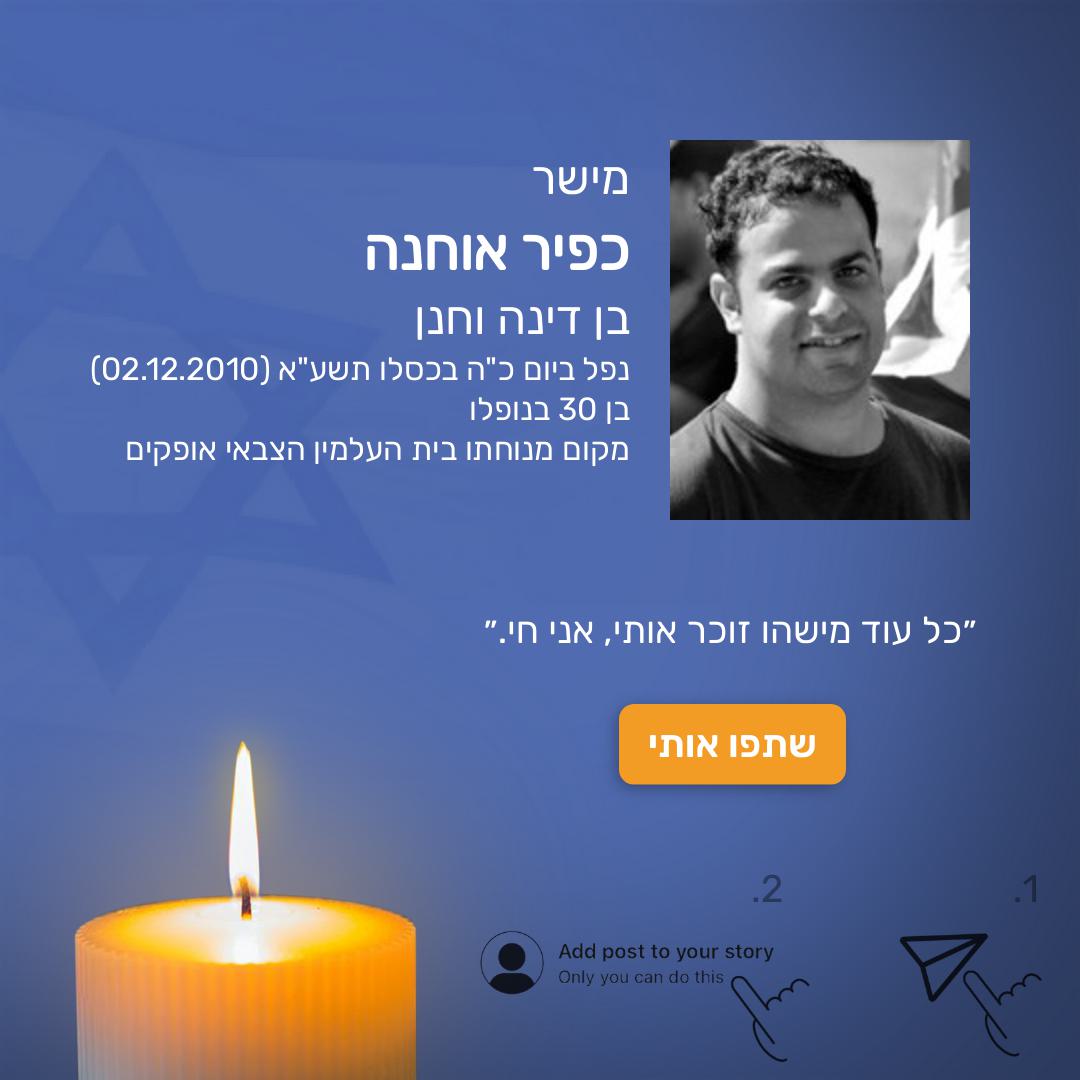 מישר
כפיר אוחנה
בן דינה וחנן
נפל ביום כ"ה בכסלו תשע"א (02.12.2010)
בן 30 בנופלו
מקום מנוחתו בית העלמין הצבאי אופקים
״כל עוד מישהו זוכר אותי, אני חי.״
שתפו אותי
.1
.2
Add post to your story
Only you can do this